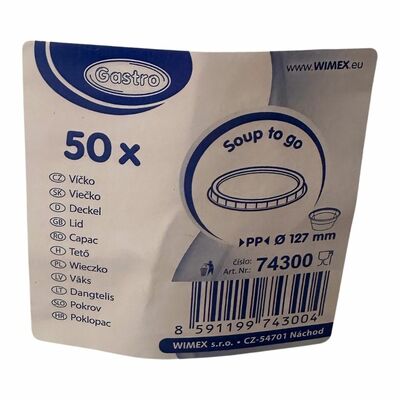 Gastro
www.WIMEX.eu
50 x
Soup to go
CZ Víčko
SK Viečko
D Deckel
GB Lid
RO Capac
H Tető
PL Wieczko
LV Vāks
LT Dangtelis
SLO Pokrov
HR Poklopac
PP Ø 127 mm
číslo:
Art. Nr.: 74300
8 591199 743004
WIMEX s.r.o. • CZ-54701 Náchod